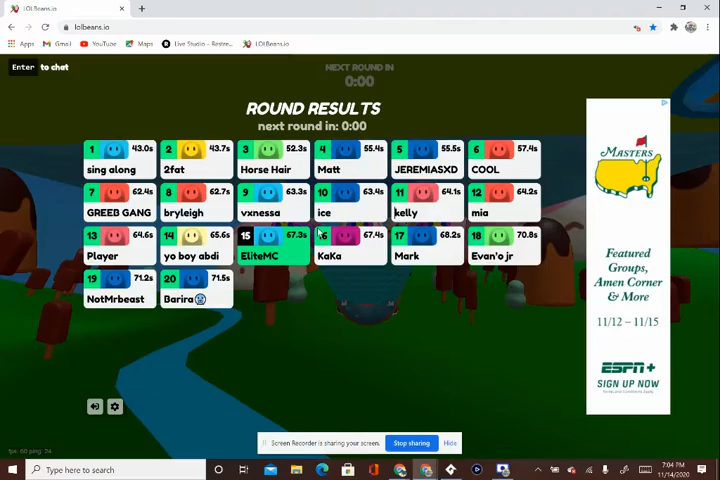 LOLBeans.io
lolbeans.io
Apps Gmail YouTube Maps Live Studio – Restre... LOLBeans.io
Enter to chat
NEXT ROUND IN
0:00
ROUND RESULTS
next round in: 0:00
1 43.0s sing along
2 43.7s 2fat
3 52.3s Horse Hair
4 55.4s Matt
5 55.5s JEREMIASXD
6 57.4s COOL
7 62.4s GREEB GANG
8 62.7s bryleigh
9 63.3s vxnessa
10 63.4s ice
11 64.1s kelly
12 64.2s mia
13 64.6s Player
14 65.6s yo boy abdi
15 67.3s EliteMC
16 67.4s KaKa
17 68.2s Mark
18 70.8s Evan'o jr
19 71.2s NotMrbeast
20 71.5s Barira
MASTERS
Featured
Groups,
Amen Corner
& More
11/12 – 11/15
ESPN+
SIGN UP NOW
fps: 60 ping: 24
Screen Recorder is sharing your screen. Stop sharing Hide
Type here to search
7:04 PM
11/14/2020